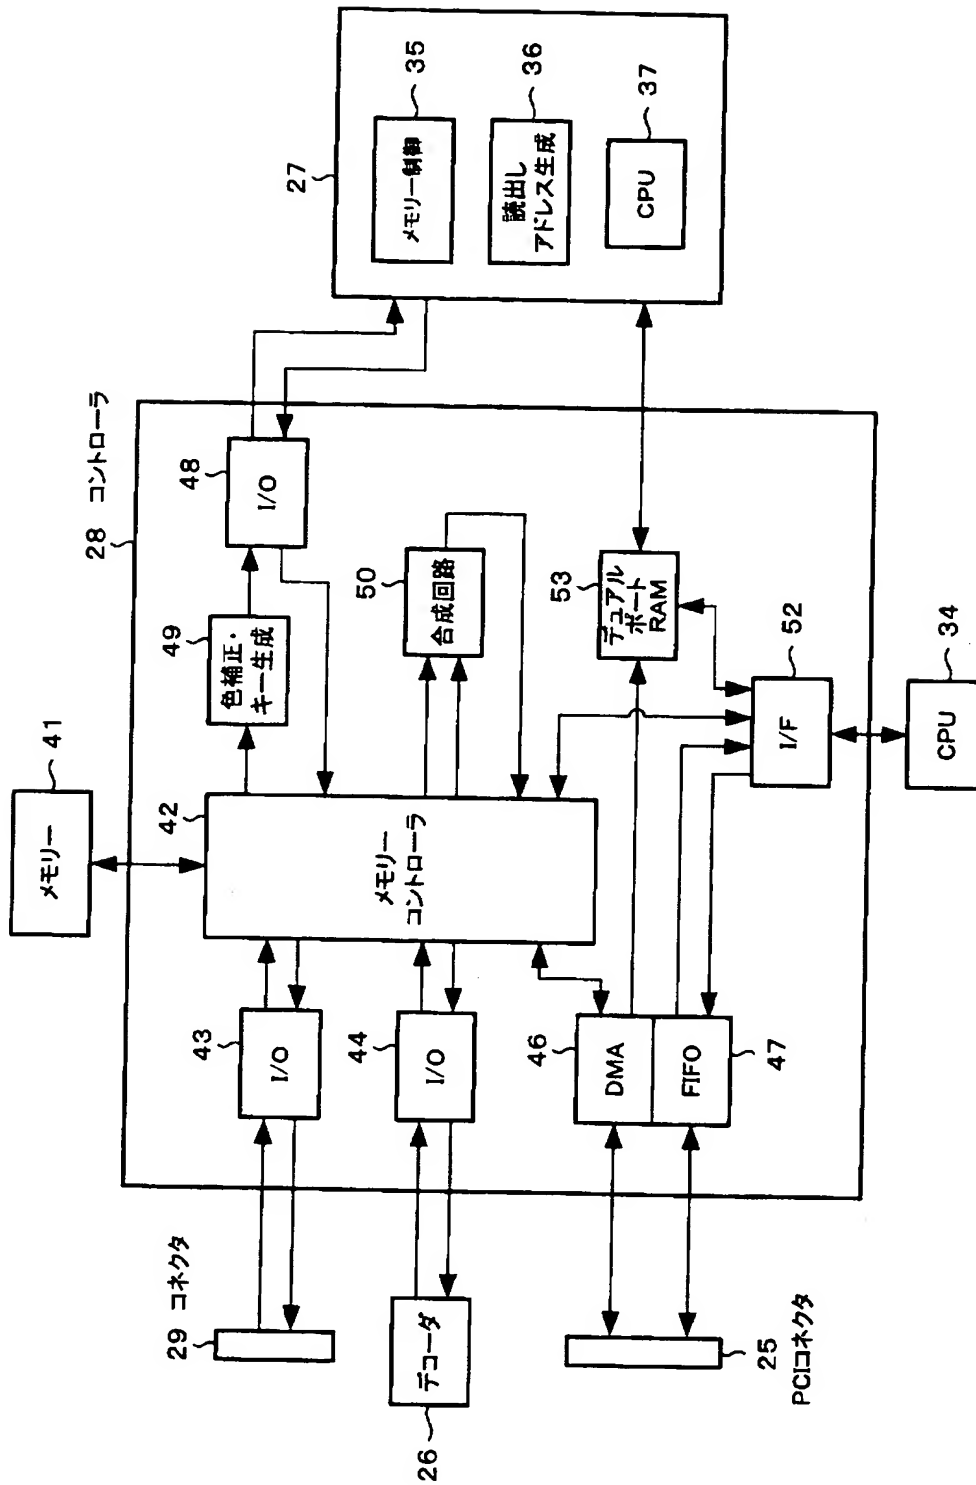 41
メモリー
28 コントローラ
42
メモリー
コントローラ
29 コネクタ
43
I/O
49
色補正・
キー生成
48
I/O
27
メモリー制御
35
26
デコーダ
44
I/O
50
合成回路
読出し
アドレス生成
36
25
PCIコネクタ
46
DMA
FIFO
47
53
デュアル
ポート
RAM
CPU
37
52
I/F
34
CPU